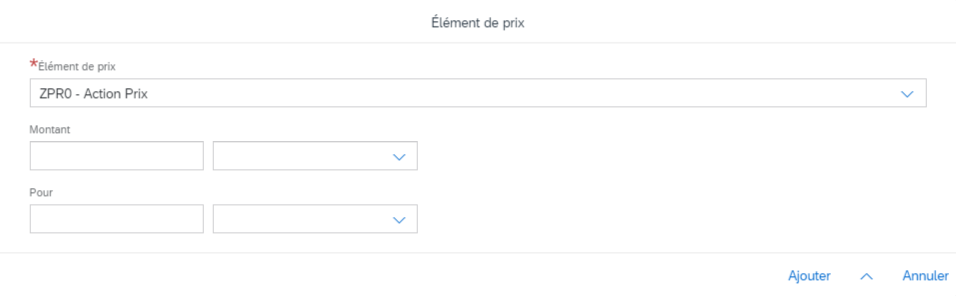 Élément de prix
*Élément de prix
ZPR0 - Action Prix
Montant
Pour
Ajouter Annuler